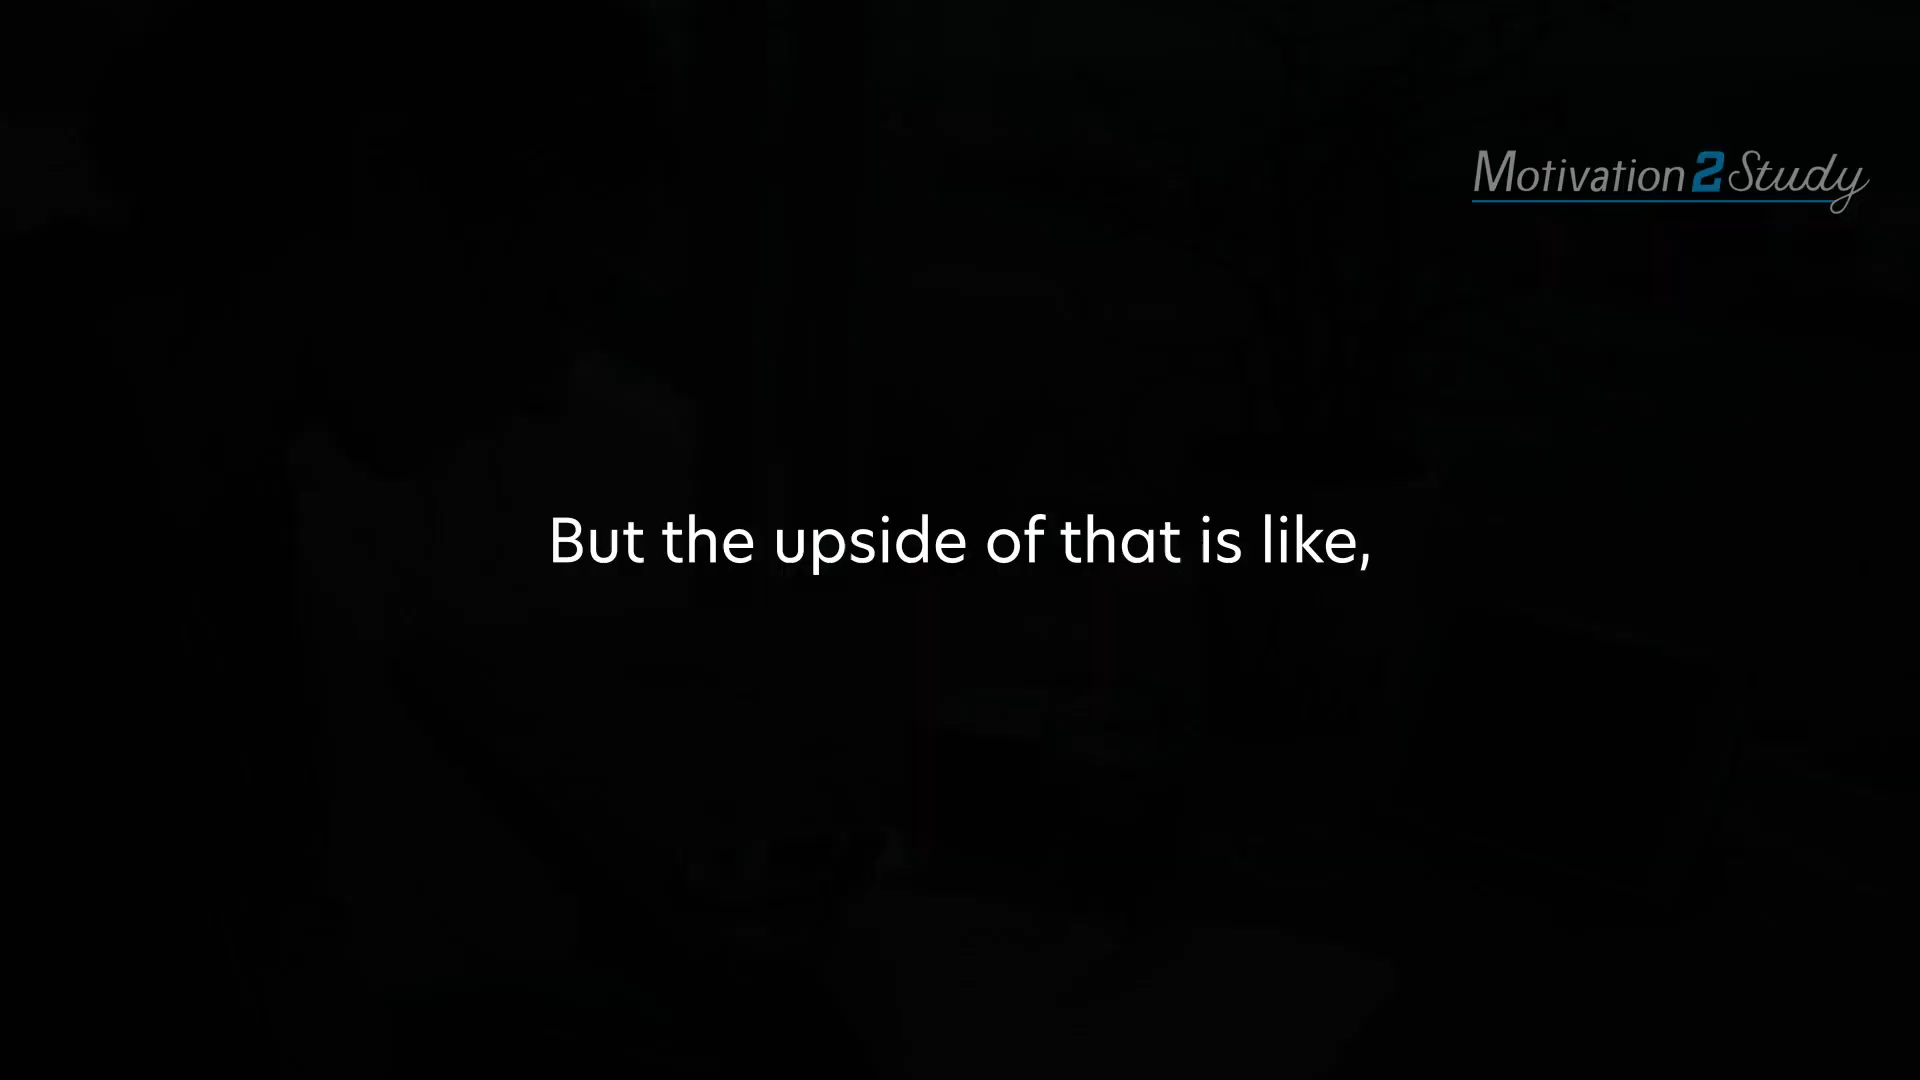 Motivation2Study
But the upside of that is like,